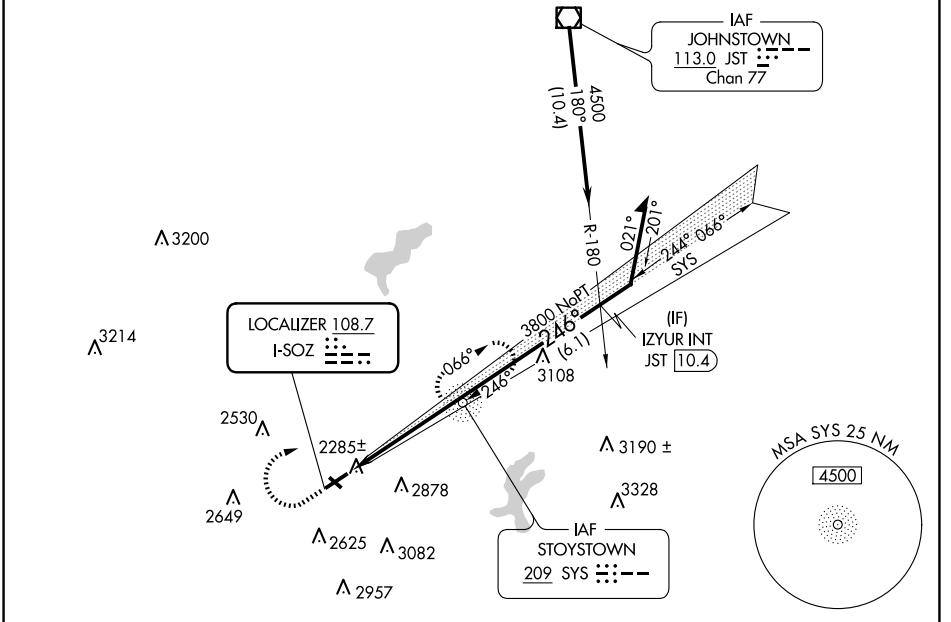 IAF
JOHNSTOWN
113.0 JST
Chan 77
4500
180°
(10.4)
R-180
021°
201°
244° 066°
SYS
3200
3800 NoPT
246°
(6.1)
(IF)
IZYUR INT
JST 10.4
LOCALIZER 108.7
I-SOZ
3214
066°
246°
3108
2530
2285±
3190 ±
MSA SYS 25 NM
4500
2878
3328
2649
2625
3082
IAF
STOYSTOWN
209 SYS
2957